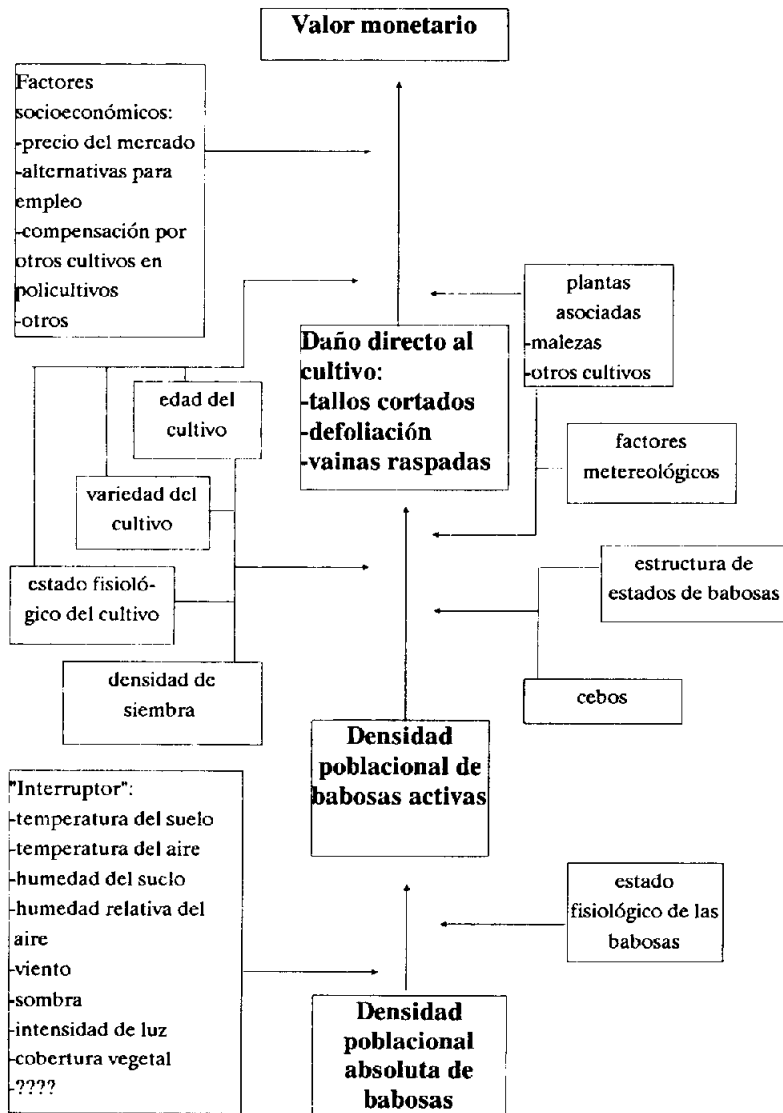 Valor monetario
Factores
socioeconómicos:
-precio del mercado
-alternativas para
empleo
-compensación por
otros cultivos en
policultivos
-otros
plantas
asociadas
-malezas
-otros cultivos
Daño directo al
cultivo:
-tallos cortados
-defoliación
-vainas raspadas
edad del
cultivo
factores
metereológicos
variedad del
cultivo
estructura de
estados de babosas
estado fisioló-
gico del cultivo
densidad de
siembra
cebos
Densidad
poblacional de
babosas activas
"Interruptor":
-temperatura del suelo
-temperatura del aire
-humedad del suelo
-humedad relativa del
aire
-viento
-sombra
-intensidad de luz
-cobertura vegetal
-????
estado
fisiológico de las
babosas
Densidad
poblacional
absoluta de
babosas